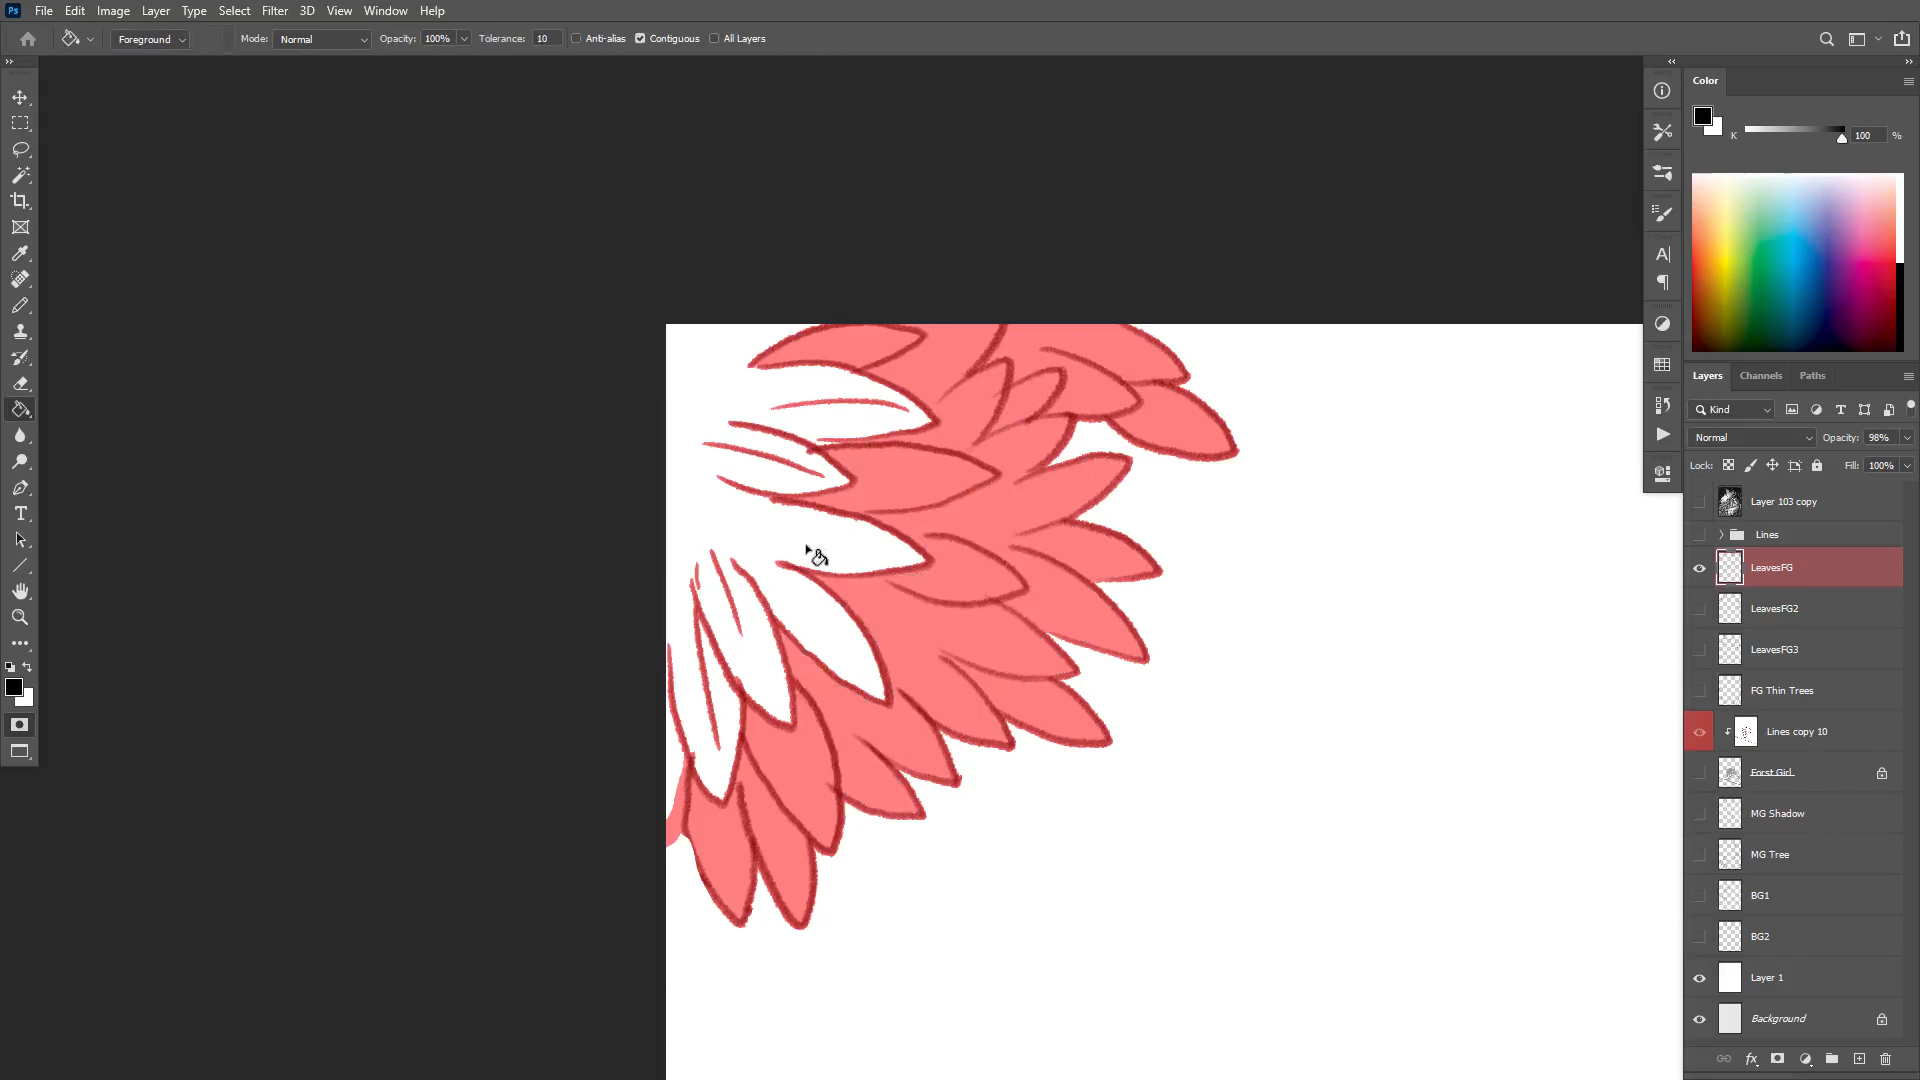 Ps File Edit Image Layer Type Select Filter 3D View Window Help
Foreground Mode: Normal Opacity: 100% Tolerance: 10 Anti-alias Contiguous All Layers
Color
K 100 %
Layers Channels Paths
Kind
Normal Opacity: 98%
Lock: Fill: 100%
Layer 103 copy
Lines
LeavesFG
LeavesFG2
LeavesFG3
FG Thin Trees
Lines copy 10
Forst Girl
MG Shadow
MG Tree
BG1
BG2
Layer 1
Background